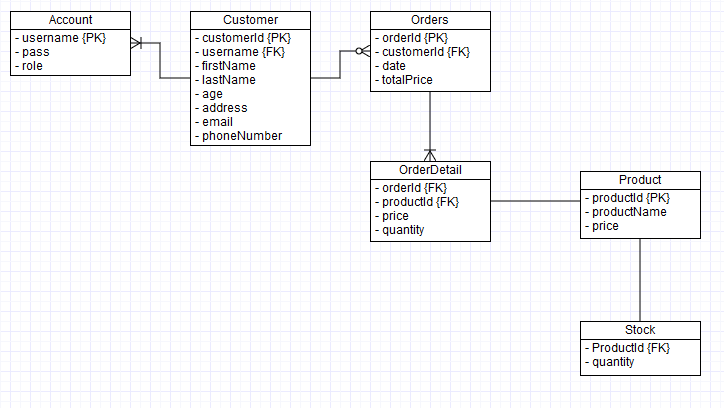 Account
- username {PK}
- pass
- role
Customer
- customerId {PK}
- username {FK}
- firstName
- lastName
- age
- address
- email
- phoneNumber
Orders
- orderId {PK}
- customerId {FK}
- date
- totalPrice
OrderDetail
- orderId {FK}
- productId {FK}
- price
- quantity
Product
- productId {PK}
- productName
- price
Stock
- ProductId {FK}
- quantity